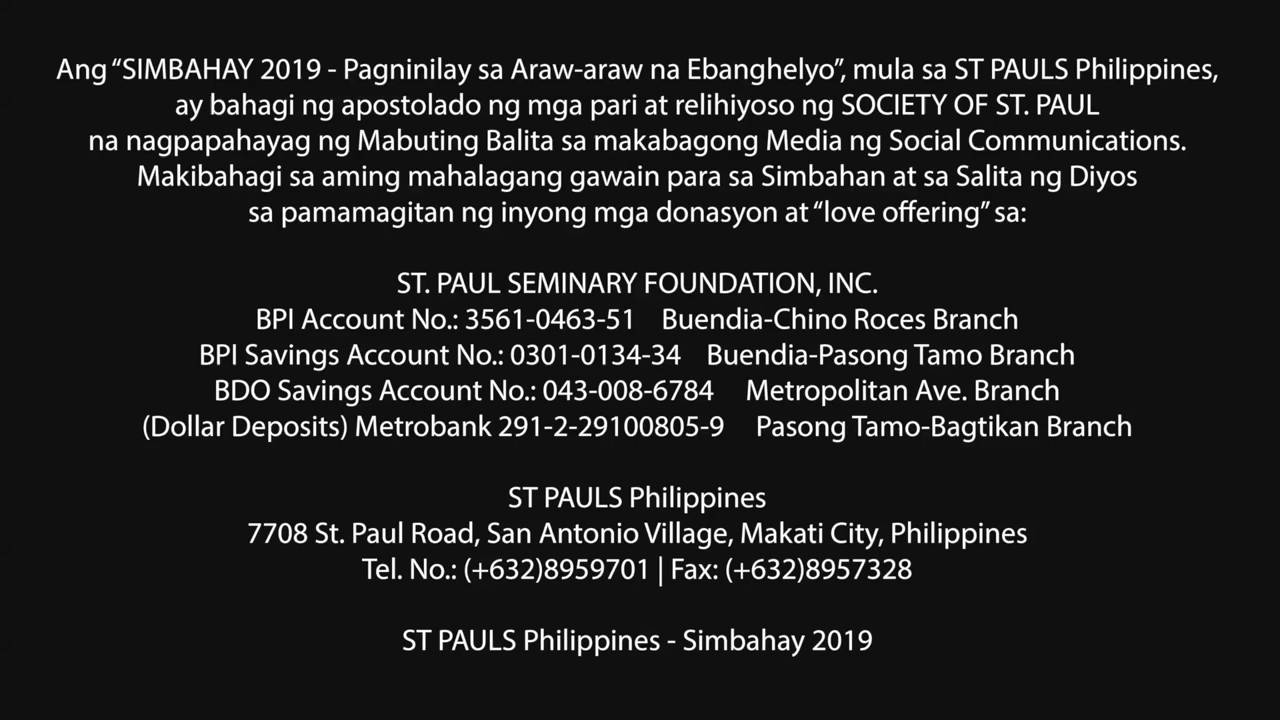 Ang “SIMBAHAY 2019 - Pagninilay sa Araw-araw na Ebanghelyo”, mula sa ST PAULS Philippines,
ay bahagi ng apostolado ng mga pari at relihiyoso ng SOCIETY OF ST. PAUL
na nagpapahayag ng Mabuting Balita sa makabagong Media ng Social Communications.
Makibahagi sa aming mahalagang gawain para sa Simbahan at sa Salita ng Diyos
sa pamamagitan ng inyong mga donasyon at “love offering” sa:
ST. PAUL SEMINARY FOUNDATION, INC.
BPI Account No.: 3561-0463-51 Buendia-Chino Roces Branch
BPI Savings Account No.: 0301-0134-34 Buendia-Pasong Tamo Branch
BDO Savings Account No.: 043-008-6784 Metropolitan Ave. Branch
(Dollar Deposits) Metrobank 291-2-29100805-9 Pasong Tamo-Bagtikan Branch
ST PAULS Philippines
7708 St. Paul Road, San Antonio Village, Makati City, Philippines
Tel. No.: (+632)8959701 | Fax: (+632)8957328
ST PAULS Philippines - Simbahay 2019